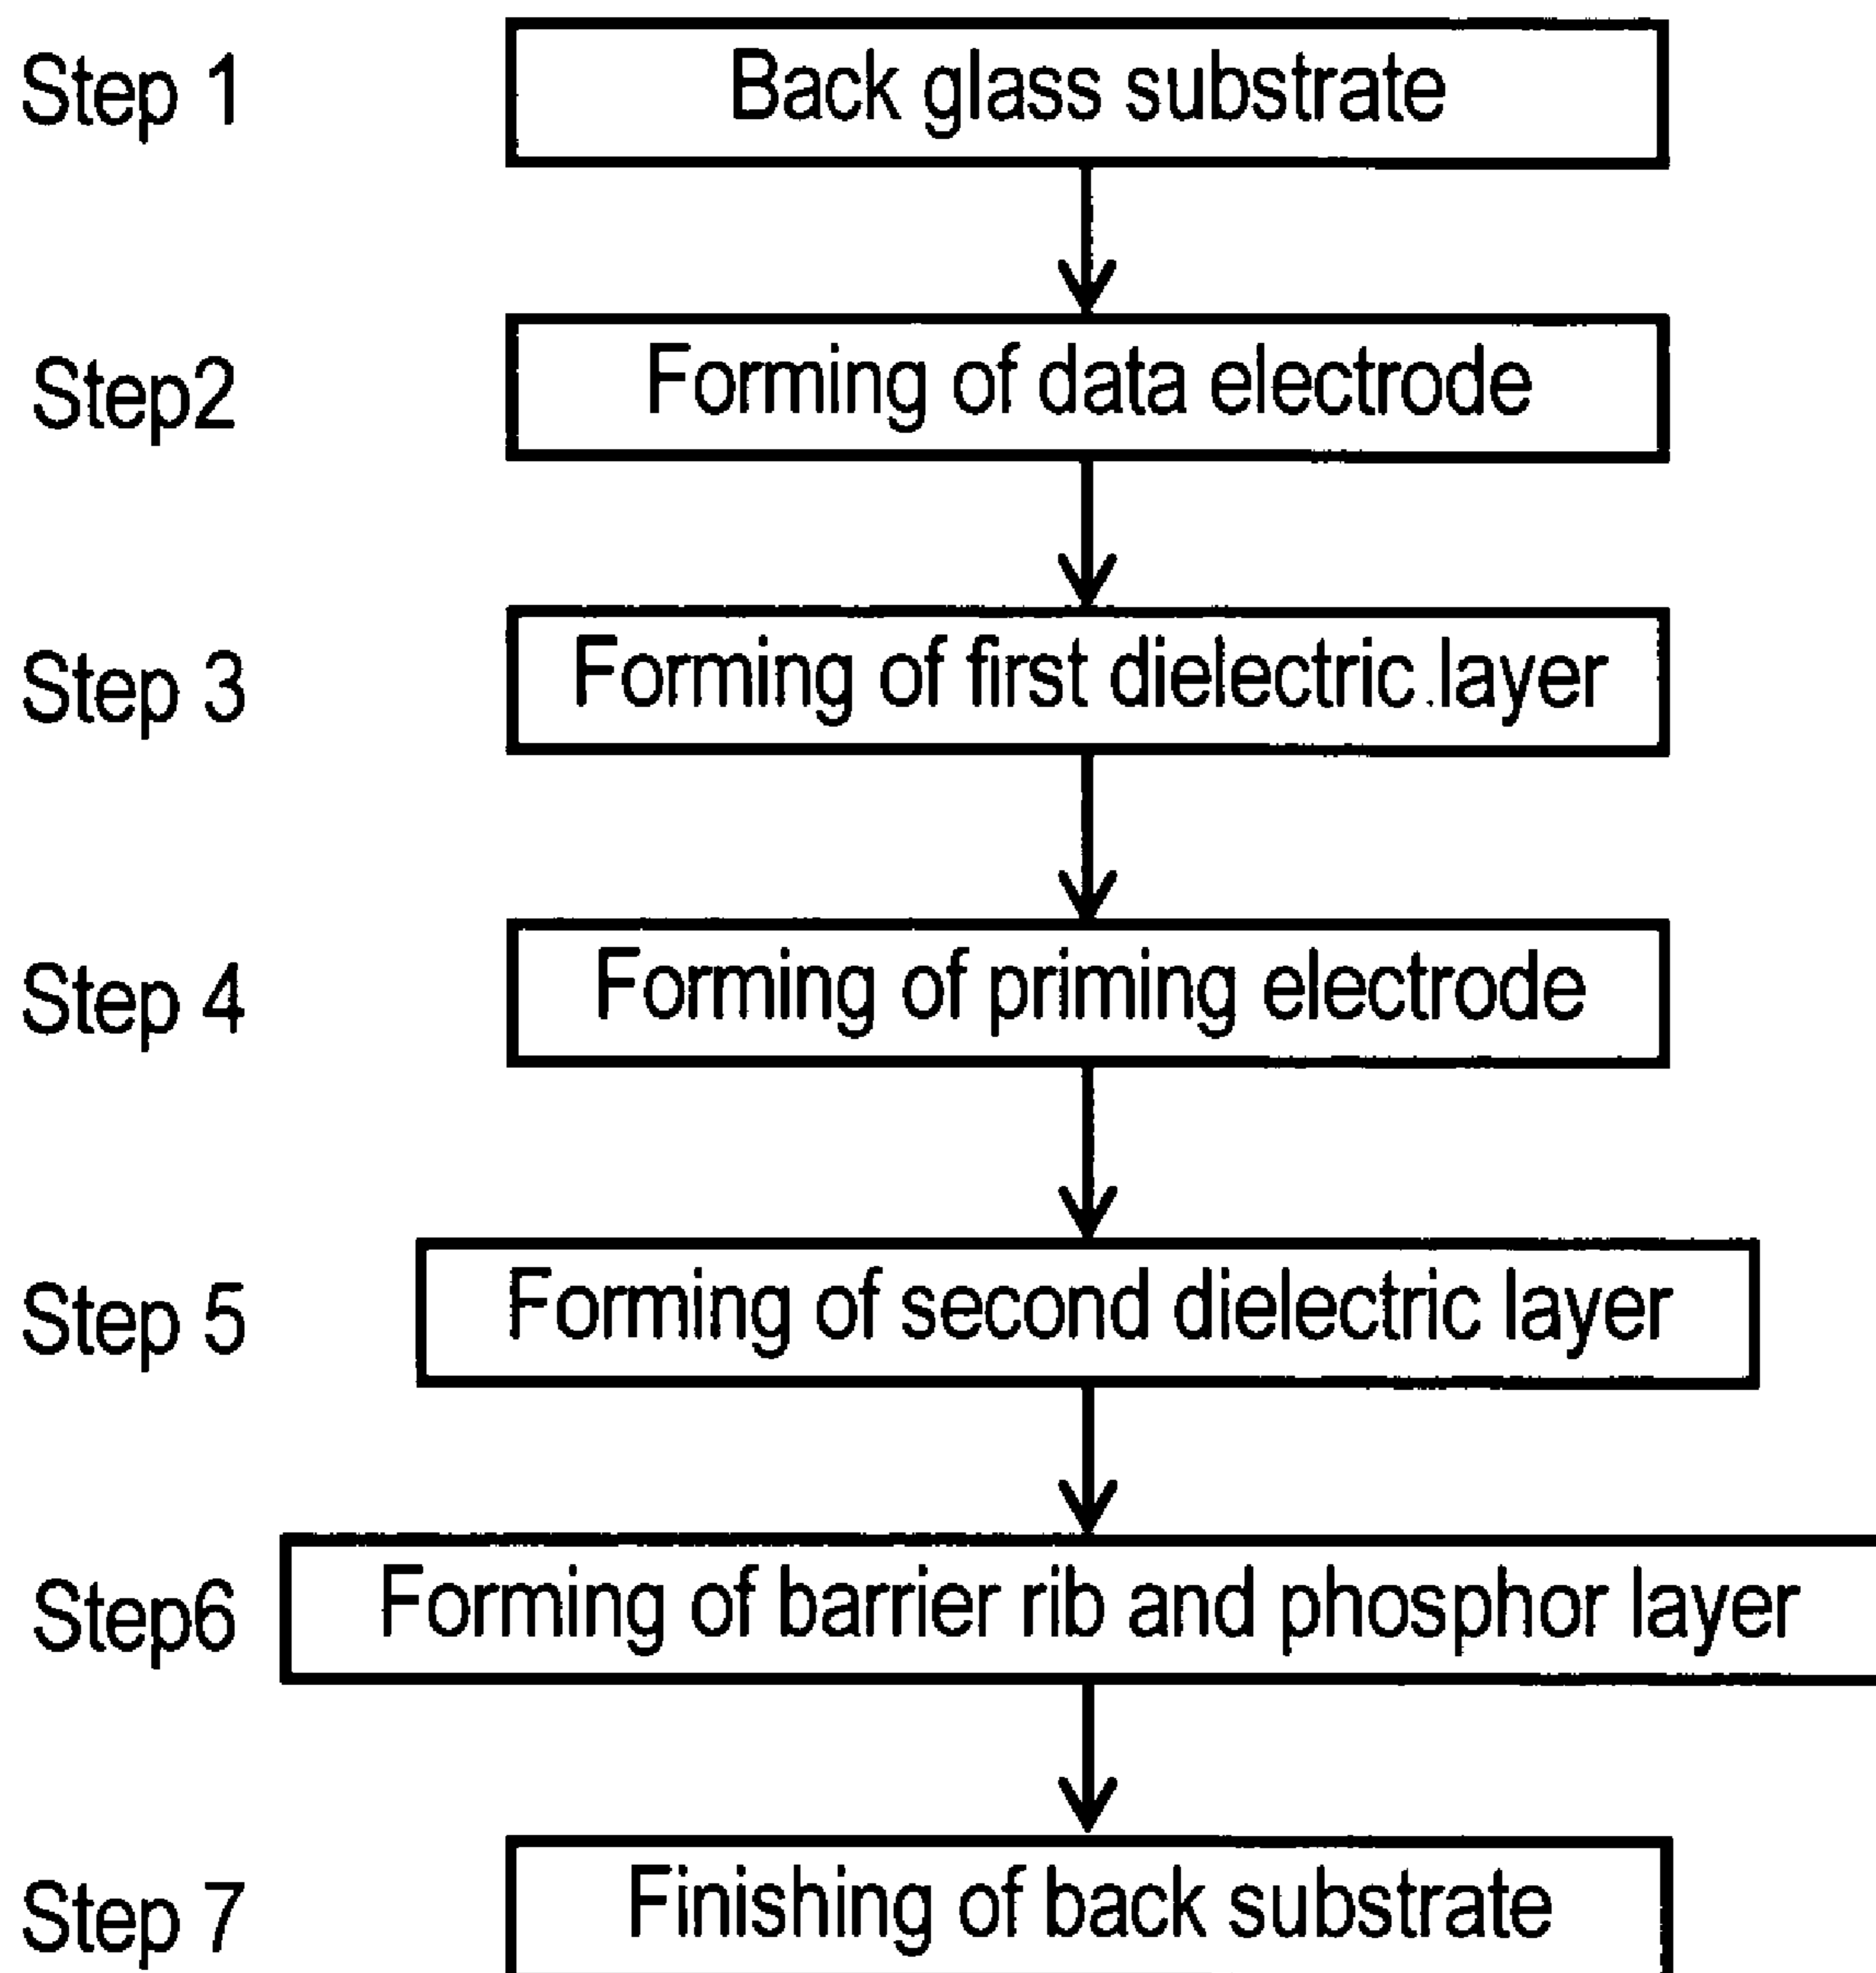 Step 1 Back glass substrate
Step2 Forming of data electrode
Step 3 Forming of first dielectric layer
Step 4 Forming of priming electrode
Step 5 Forming of second dielectric layer
Step6 Forming of barrier rib and phosphor layer
Step 7 Finishing of back substrate